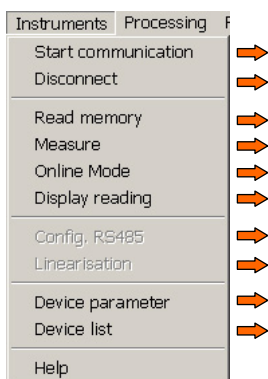 Instruments Processing
Start communication
Disconnect
Read memory
Measure
Online Mode
Display reading
Config. RS485
Linearisation
Device parameter
Device list
Help